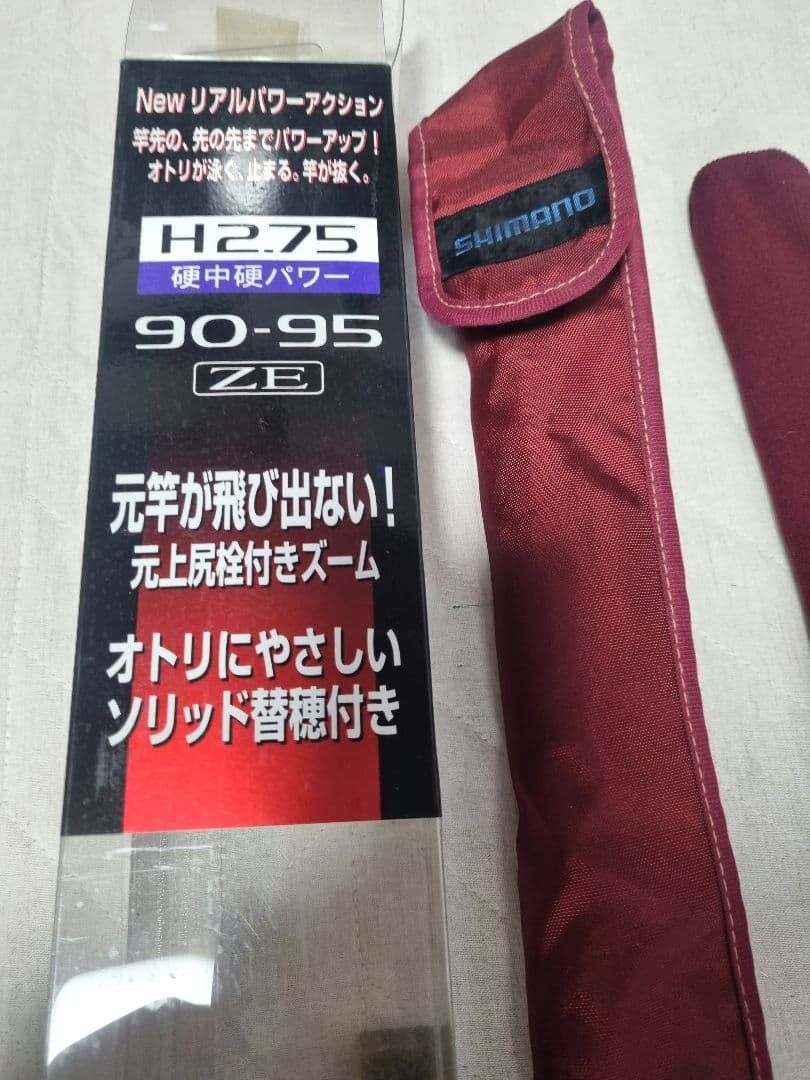 New リアルパワーアクション
竿先の、先の先までパワーアップ！
オトリが泳ぐ、止まる。竿が抜く。
H2.75
硬中硬パワー
90-95
ZE
元竿が飛び出ない！
元上尻栓付きズーム
オトリにやさしい
ソリッド替穂付き
SHIMANO